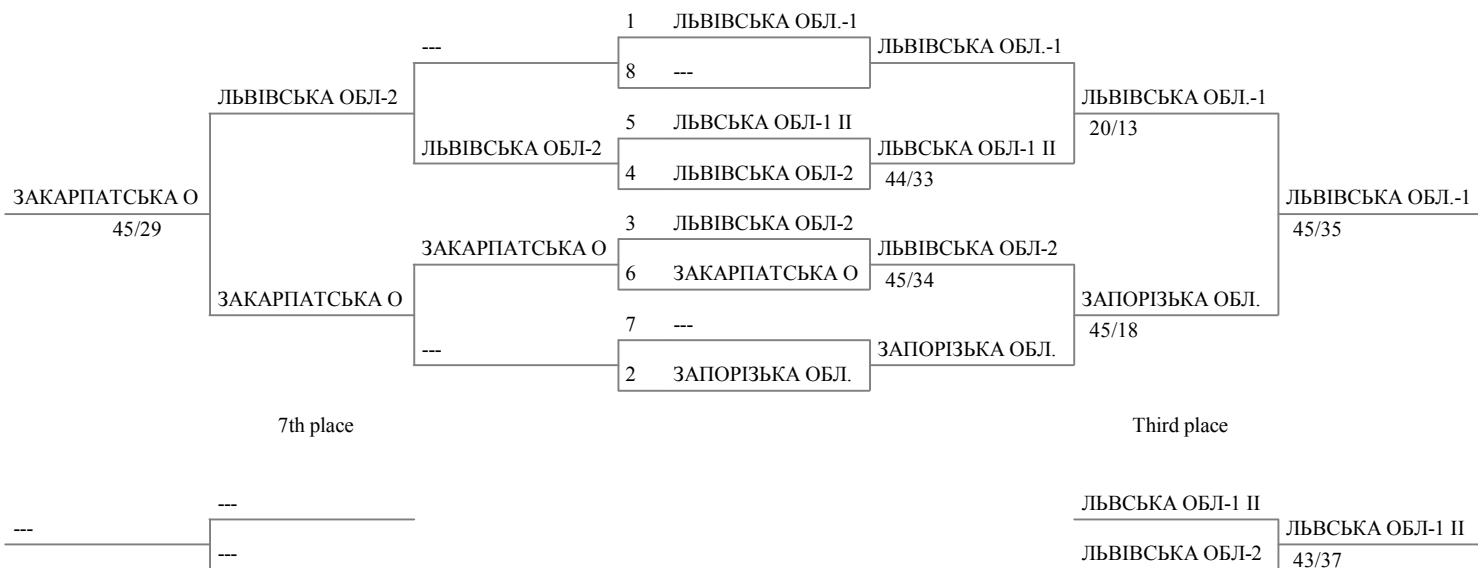 1 ЛЬВІВСЬКА ОБЛ.-1
--- ЛЬВІВСЬКА ОБЛ.-1
8 ---
ЛЬВІВСЬКА ОБЛ-2 ЛЬВІВСЬКА ОБЛ.-1
5 ЛЬВСЬКА ОБЛ-1 ІІ 20/13
ЛЬВІВСЬКА ОБЛ-2 ЛЬВСЬКА ОБЛ-1 ІІ
4 ЛЬВІВСЬКА ОБЛ-2 44/33
ЗАКАРПАТСЬКА О ЛЬВІВСЬКА ОБЛ.-1
45/29 3 ЛЬВІВСЬКА ОБЛ-2 45/35
ЗАКАРПАТСЬКА О ЛЬВІВСЬКА ОБЛ-2
6 ЗАКАРПАТСЬКА О 45/34
ЗАКАРПАТСЬКА О ЗАПОРІЗЬКА ОБЛ.
7 --- 45/18
--- ЗАПОРІЗЬКА ОБЛ.
2 ЗАПОРІЗЬКА ОБЛ.
7th place Third place
--- ЛЬВСЬКА ОБЛ-1 ІІ
--- ЛЬВСЬКА ОБЛ-1 ІІ
--- ЛЬВІВСЬКА ОБЛ-2 43/37